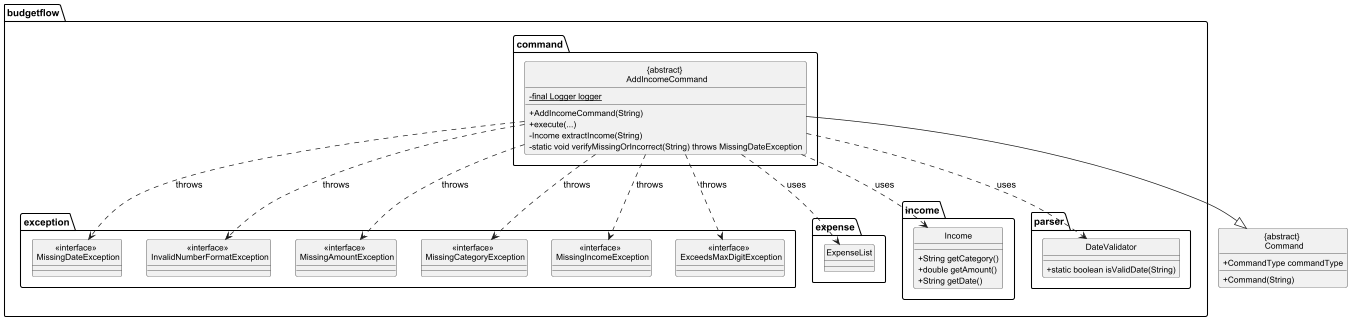 budgetflow
command
{abstract}
AddIncomeCommand
-final Logger logger
+AddIncomeCommand(String)
+execute(...)
-Income extractIncome(String)
-static void verifyMissingOrIncorrect(String) throws MissingDateException
throws
throws
throws
throws
throws
uses
uses
uses
exception
«interface»
MissingDateException
«interface»
InvalidNumberFormatException
«interface»
MissingAmountException
«interface»
MissingCategoryException
«interface»
MissingIncomeException
«interface»
ExceedsMaxDigitException
expense
ExpenseList
income
Income
+String getCategory()
+double getAmount()
+String getDate()
parser
DateValidator
+static boolean isValidDate(String)
{abstract}
Command
+CommandType commandType
+Command(String)